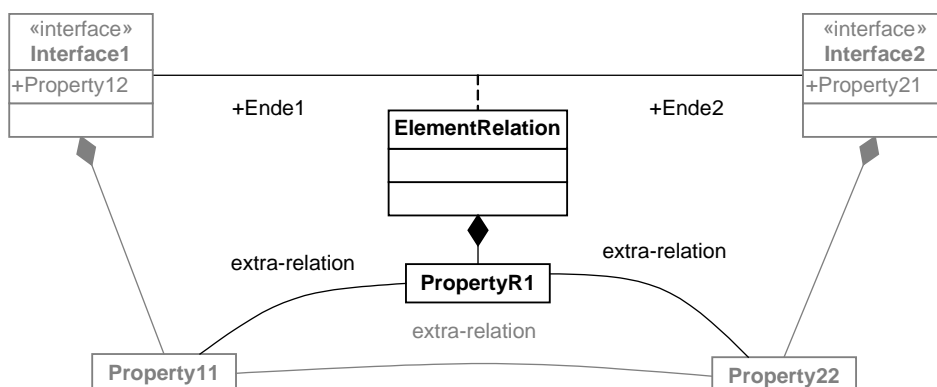 «interface»
Interface1
+Property12
«interface»
Interface2
+Property21
+Ende1
+Ende2
ElementRelation
extra-relation
extra-relation
PropertyR1
extra-relation
Property11
Property22